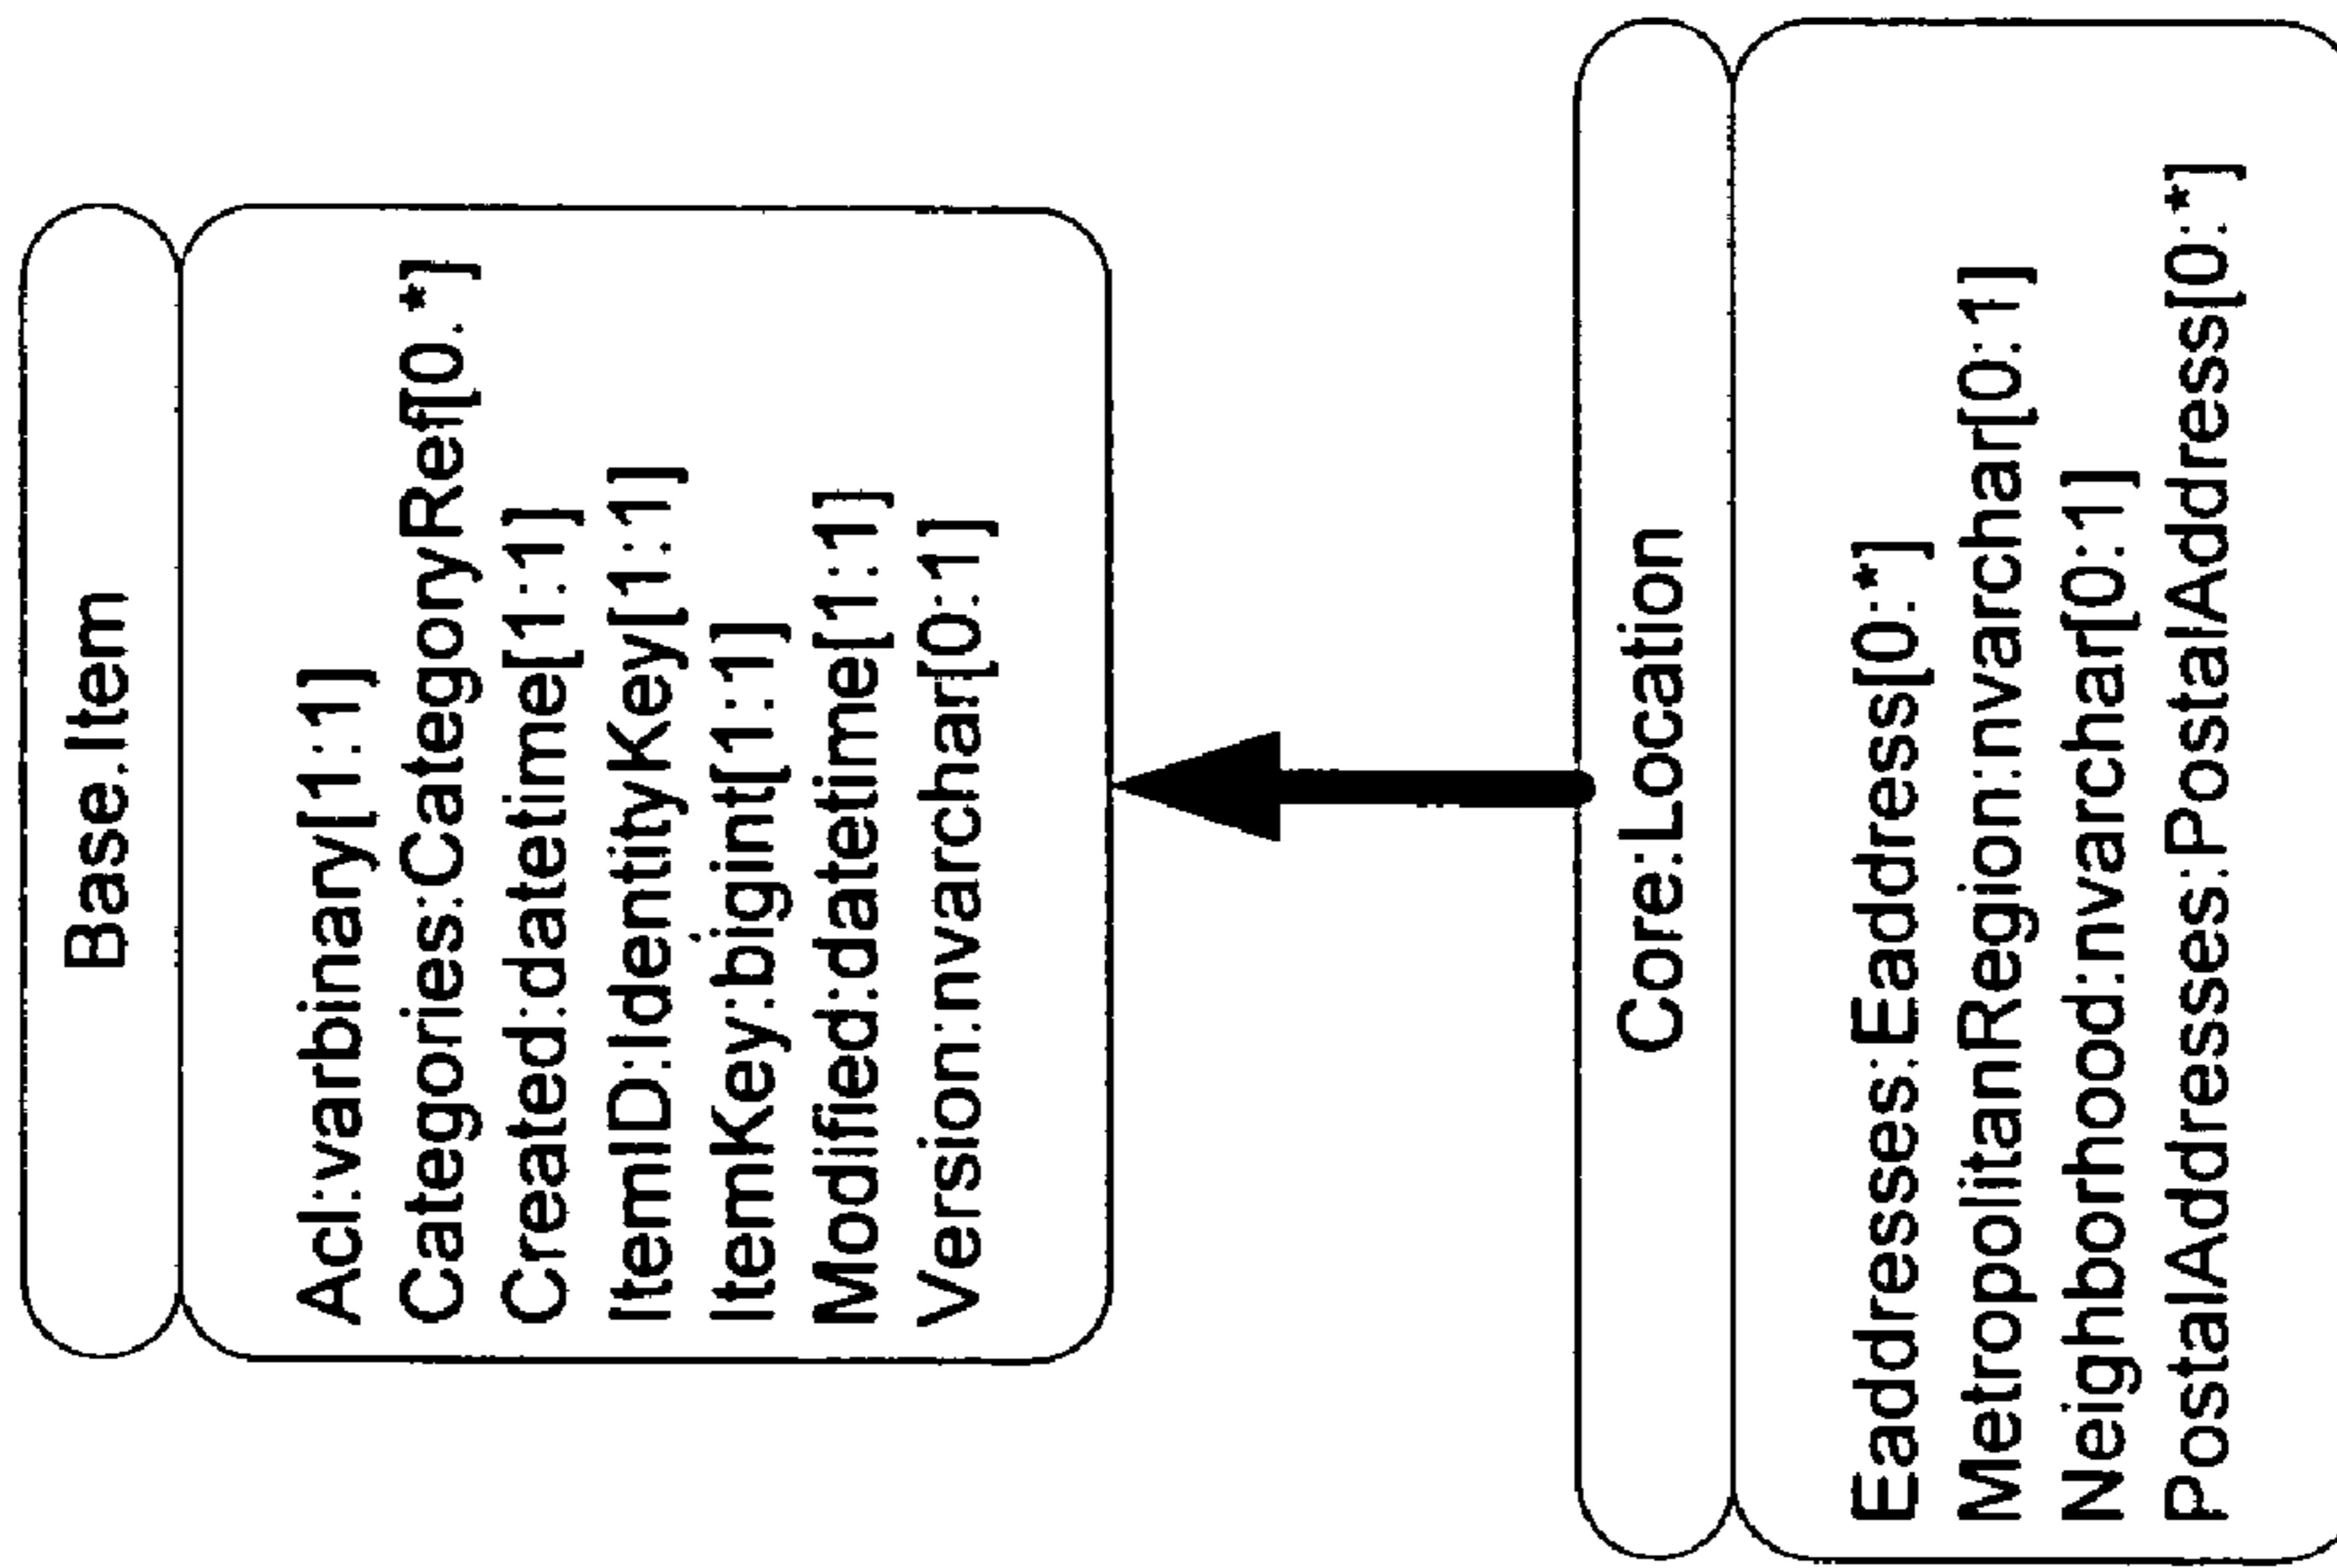 Base.Item
Acl:varbinary[1:1]
Categories:CategoryRef[0.*]
Created:datetime[1:1]
ItemID:IdentityKey[1:1]
ItemKey:bigint[1:1]
Modified:datetime[1:1]
Version:nvarchar[0:1]
Core:Location
Eaddresses:Eaddress[0:*]
MetropolitanRegion:nvarchar[0:1]
Neighborhood:nvarchar[0:1]
PostalAddresses:PostalAddress[0:*]